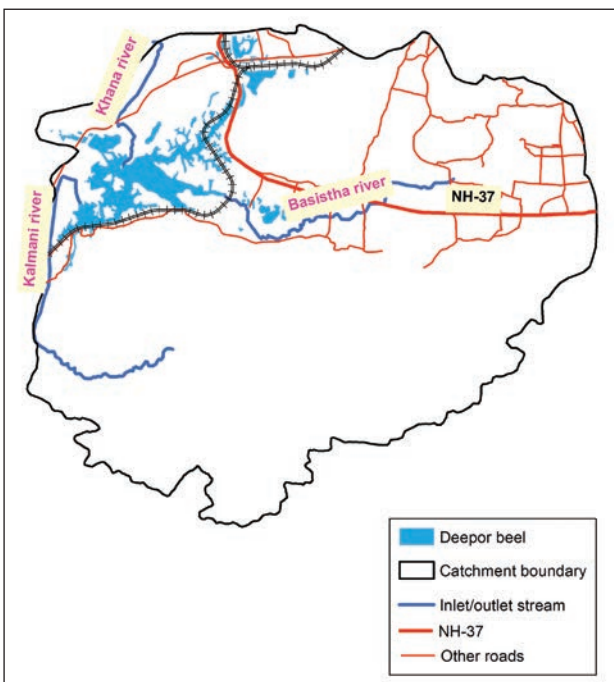 Khana river
Kalmani river
Basistha river
NH-37
Deepor beel
Catchment boundary
Inlet/outlet stream
NH-37
Other roads